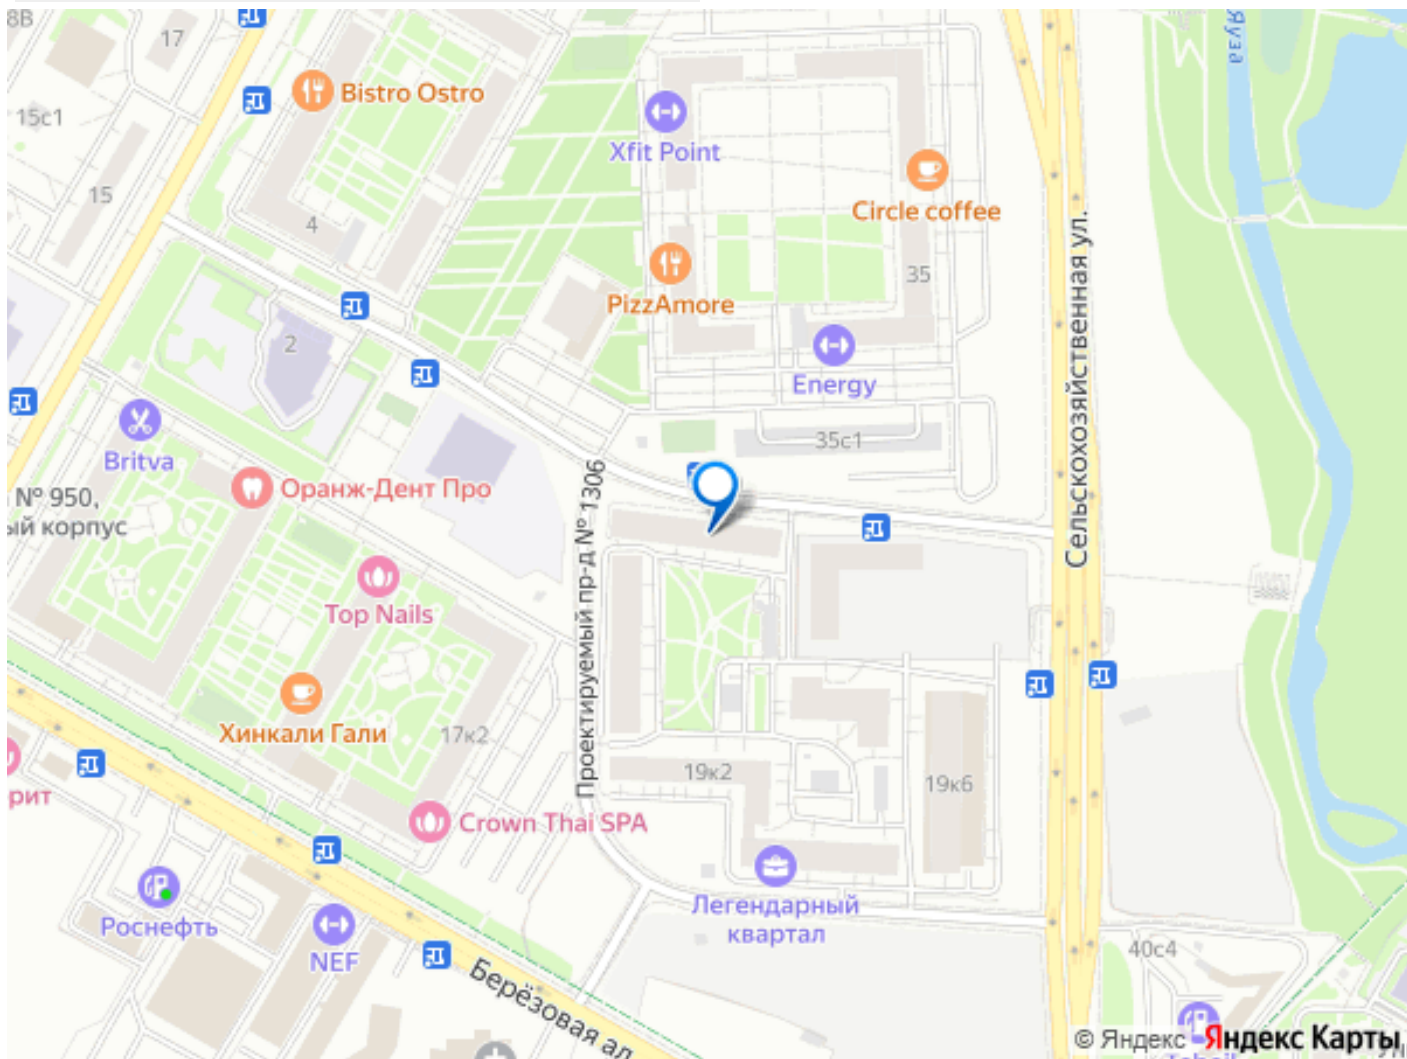 8В
17
Яуза
Bistro Ostro
15с1
Xfit Point
15
Circle coffee
4
35
PizzAmore
2
Energy
Сельскохозяйственная ул.
35с1
Britva
Оранж-Дент Про
№ 950,
ый корпус
Проектируемый пр-д № 1306
Top Nails
Хинкали Гали
17к2
19к2
19к6
рит
Crown Thai SPA
Роснефть
Легендарный
квартал
NEF
Берёзовая ал.
40с4
© Яндекс Яндекс Карты